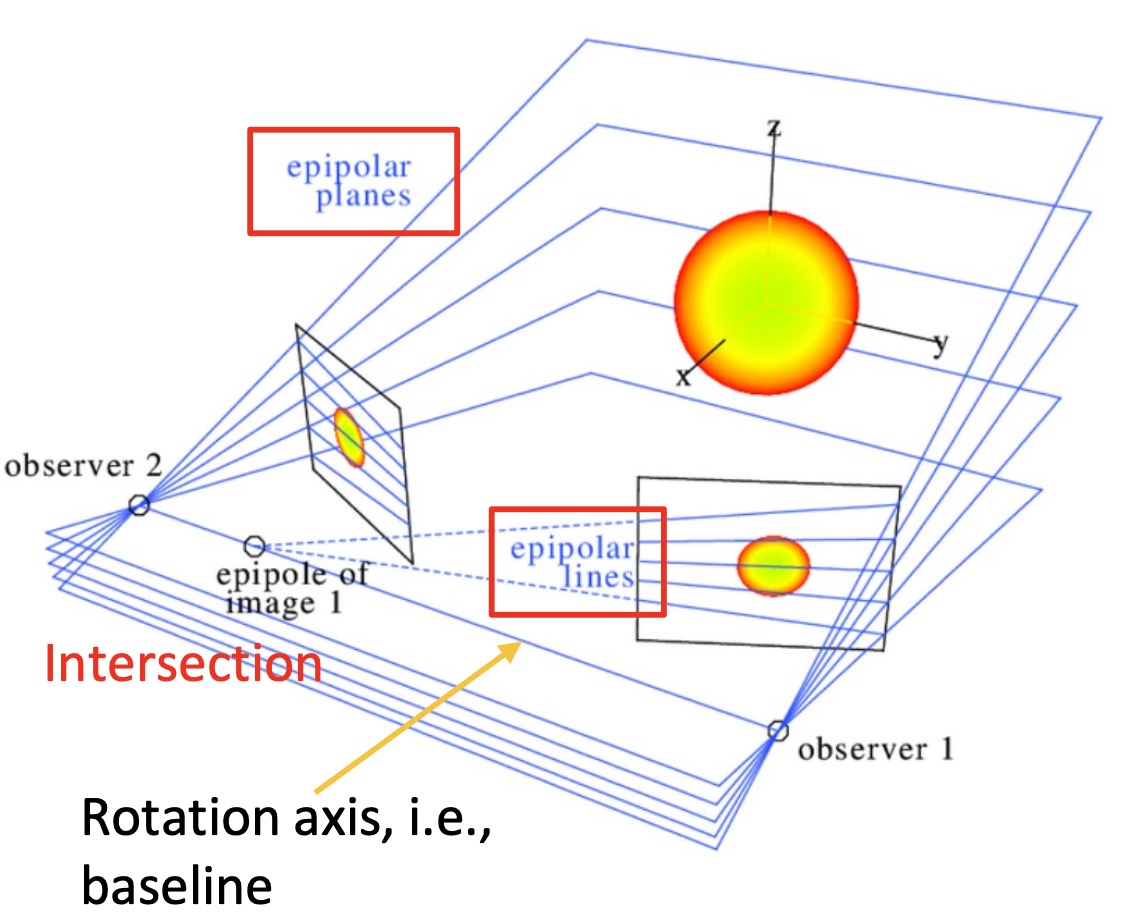 epipolar
planes
z
y
x
observer 2
epipolar
lines
epipole of
image 1
Intersection
observer 1
Rotation axis, i.e.,
baseline